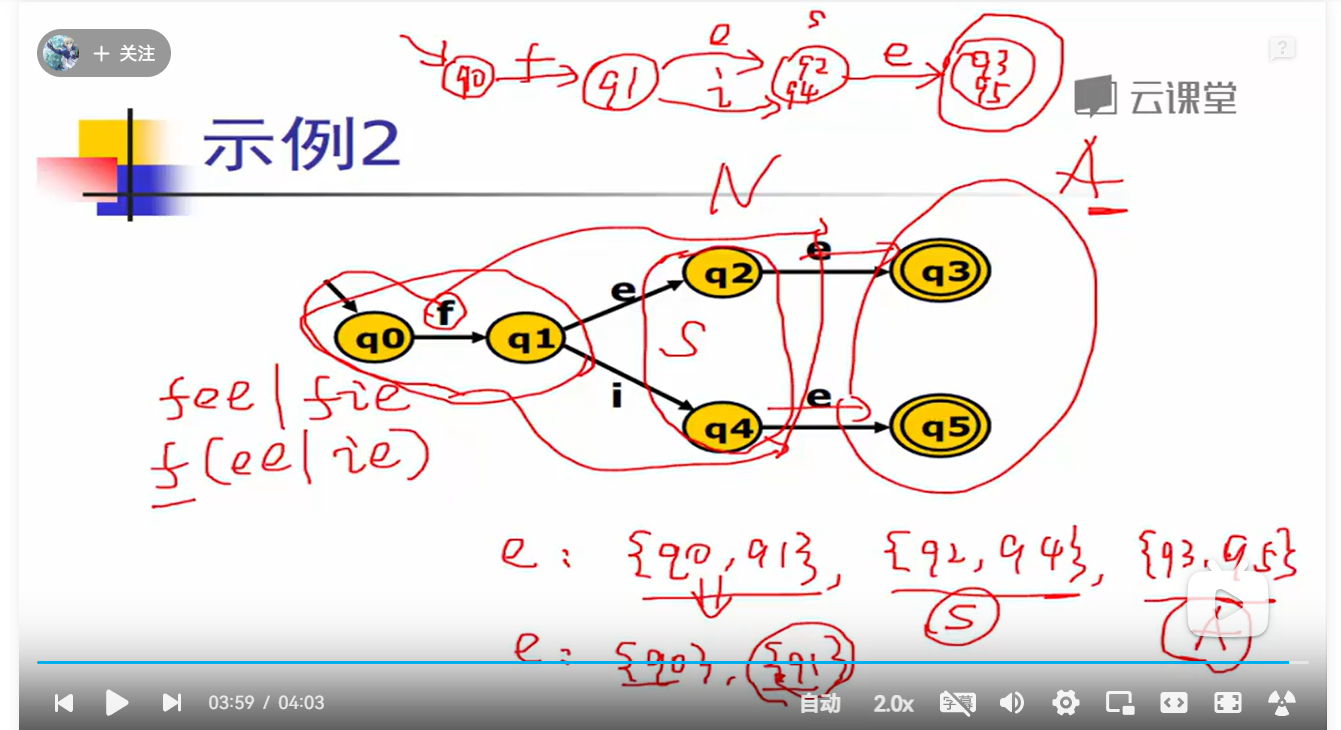 + 关注
s
e e
q0 f q1 i q2 q3
q4 q5
云课堂
示例2
N A
e q2 e q3
q0 f q1
S
i q4 e q5
fee|fie
f(ee|ie)
e: {q0,q1}, {q2,q4}, {q3,q5}
S A
e: {q0}, {q1}
03:59 / 04:03 自动 2.0x 字幕